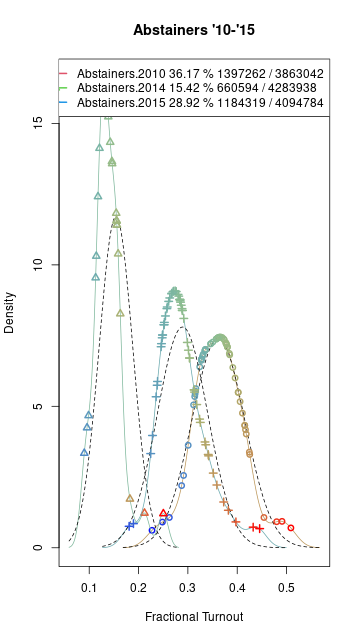 Abstainers '10-'15
Abstainers.2010 36.17 % 1397262 / 3863042
Abstainers.2014 15.42 % 660594 / 4283938
Abstainers.2015 28.92 % 1184319 / 4094784
15
10
5
0
Density
0.1 0.2 0.3 0.4 0.5
Fractional Turnout